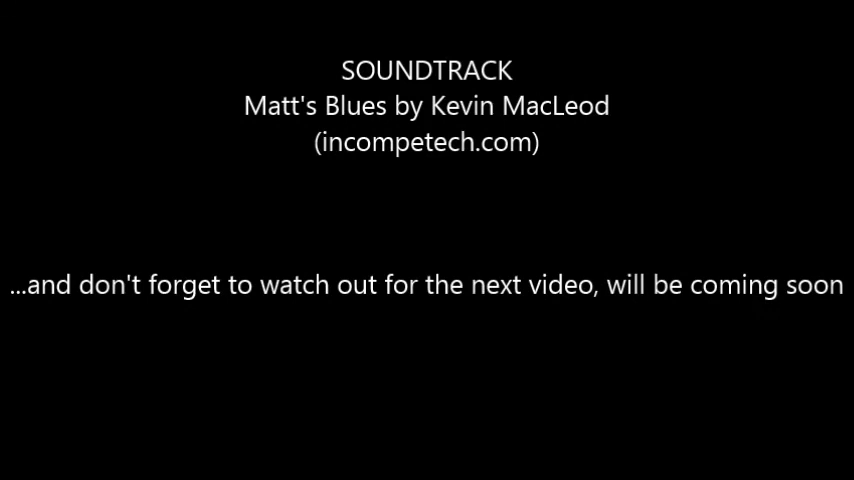 SOUNDTRACK
Matt's Blues by Kevin MacLeod
(incompetech.com)
...and don't forget to watch out for the next video, will be coming soon